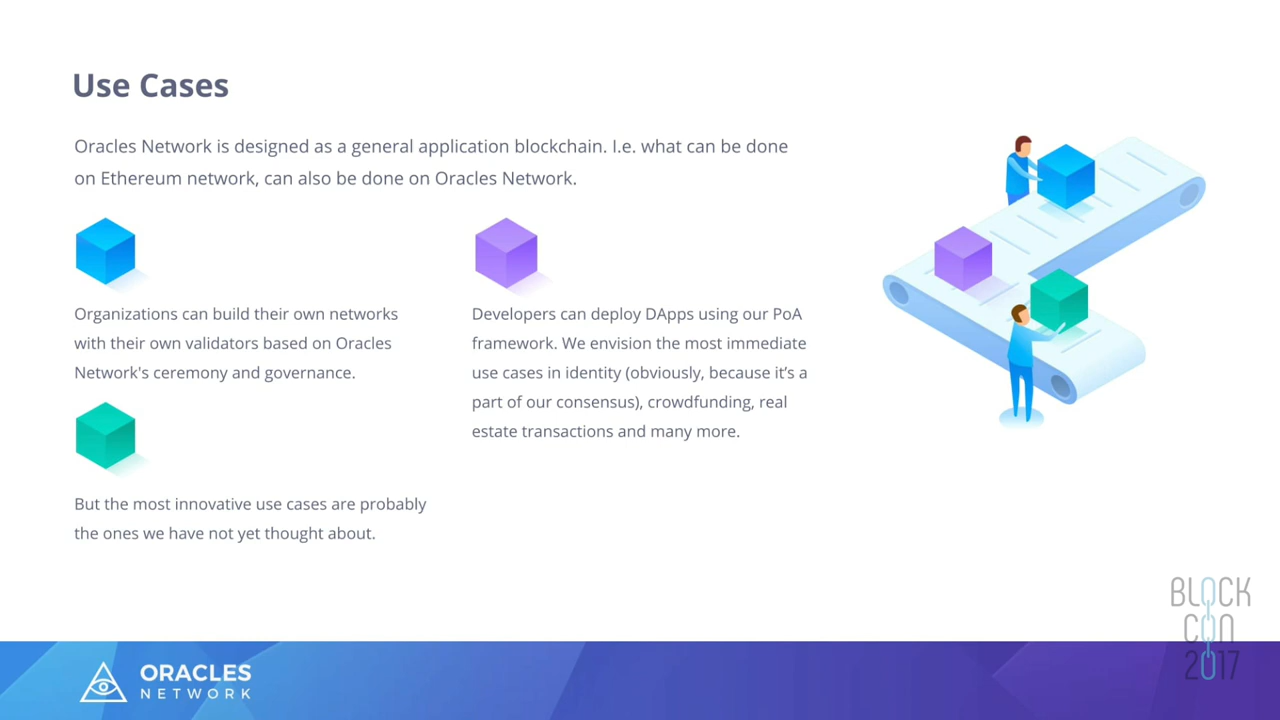 Use Cases
Oracles Network is designed as a general application blockchain. I.e. what can be done
on Ethereum network, can also be done on Oracles Network.
Organizations can build their own networks
with their own validators based on Oracles
Network's ceremony and governance.
Developers can deploy DApps using our PoA
framework. We envision the most immediate
use cases in identity (obviously, because it’s a
part of our consensus), crowdfunding, real
estate transactions and many more.
But the most innovative use cases are probably
the ones we have not yet thought about.
BLOCK
CON
2017
ORACLES
NETWORK